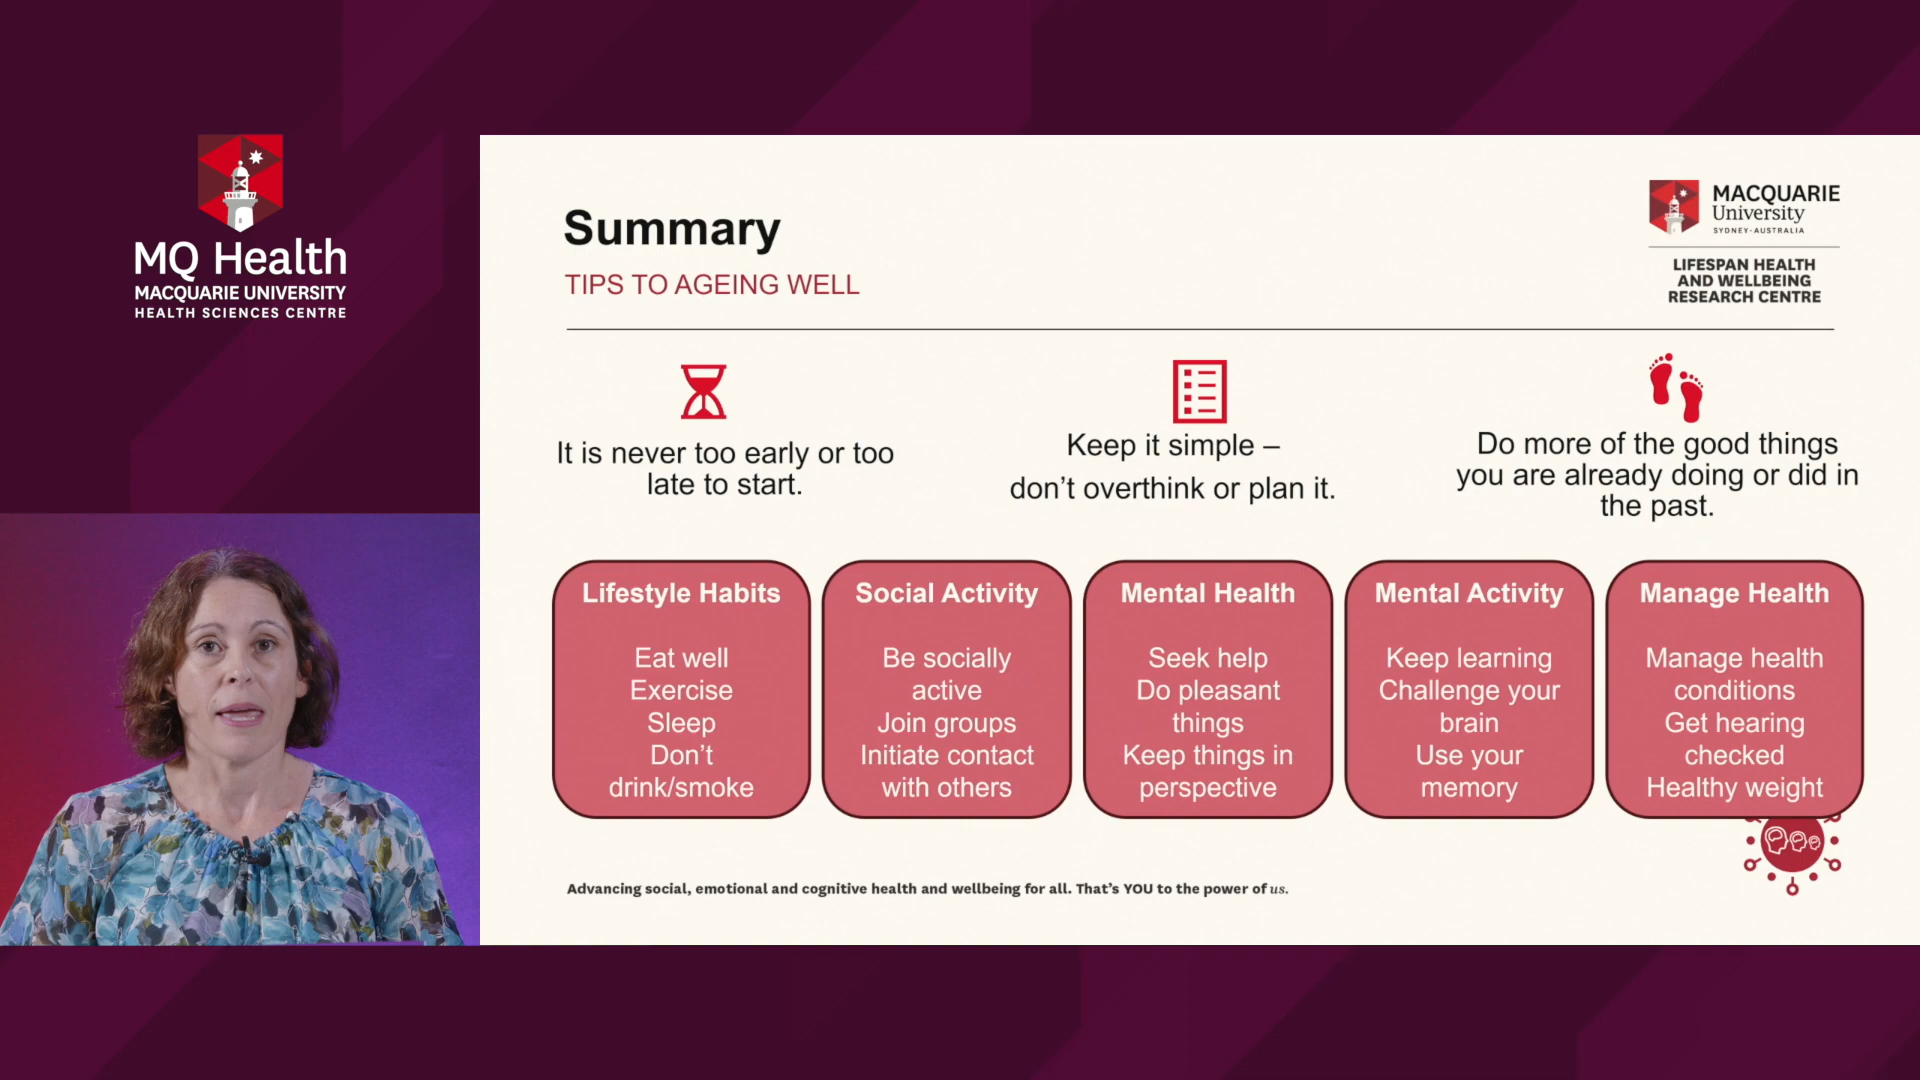 MQ Health
MACQUARIE UNIVERSITY
HEALTH SCIENCES CENTRE
Summary
TIPS TO AGEING WELL
MACQUARIE
University
SYDNEY·AUSTRALIA
LIFESPAN HEALTH
AND WELLBEING
RESEARCH CENTRE
It is never too early or too
late to start.
Keep it simple –
don’t overthink or plan it.
Do more of the good things
you are already doing or did in
the past.
Lifestyle Habits
Eat well
Exercise
Sleep
Don’t
drink/smoke
Social Activity
Be socially
active
Join groups
Initiate contact
with others
Mental Health
Seek help
Do pleasant
things
Keep things in
perspective
Mental Activity
Keep learning
Challenge your
brain
Use your
memory
Manage Health
Manage health
conditions
Get hearing
checked
Healthy weight
Advancing social, emotional and cognitive health and wellbeing for all. That’s YOU to the power of us.